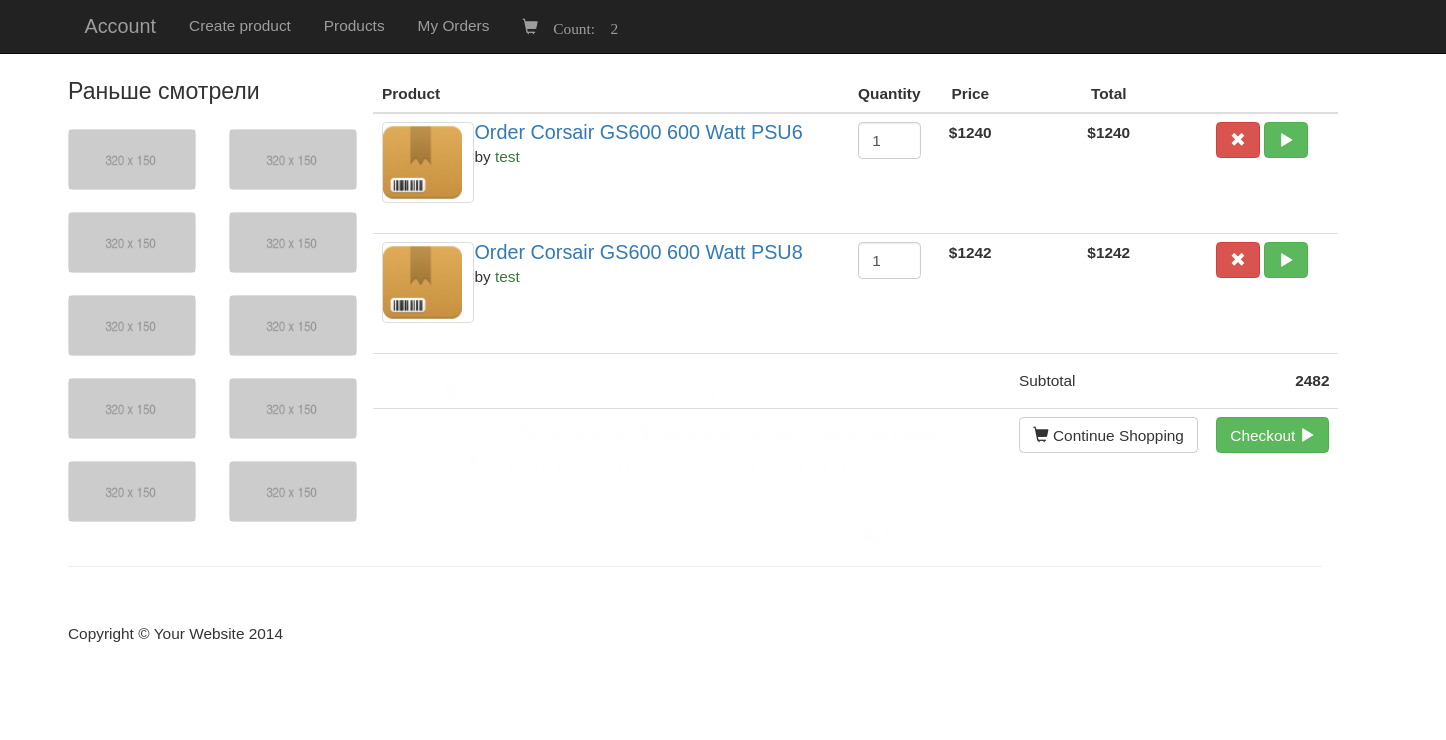 Account Create product Products My Orders Count: 2
Раньше смотрели
320 x 150 320 x 150
320 x 150 320 x 150
320 x 150 320 x 150
320 x 150 320 x 150
320 x 150 320 x 150
Product Quantity Price Total
Order Corsair GS600 600 Watt PSU6 1 $1240 $1240
by test
Order Corsair GS600 600 Watt PSU8 1 $1242 $1242
by test
Subtotal 2482
Continue Shopping Checkout
Copyright © Your Website 2014